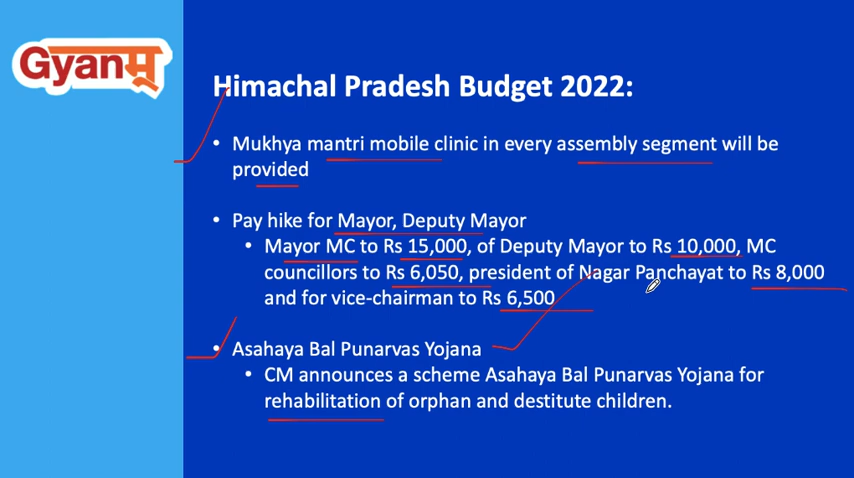 Gyanमू
Himachal Pradesh Budget 2022:
• Mukhya mantri mobile clinic in every assembly segment will be
provided
• Pay hike for Mayor, Deputy Mayor
• Mayor MC to Rs 15,000, of Deputy Mayor to Rs 10,000, MC
councillors to Rs 6,050, president of Nagar Panchayat to Rs 8,000
and for vice-chairman to Rs 6,500
• Asahaya Bal Punarvas Yojana
• CM announces a scheme Asahaya Bal Punarvas Yojana for
rehabilitation of orphan and destitute children.